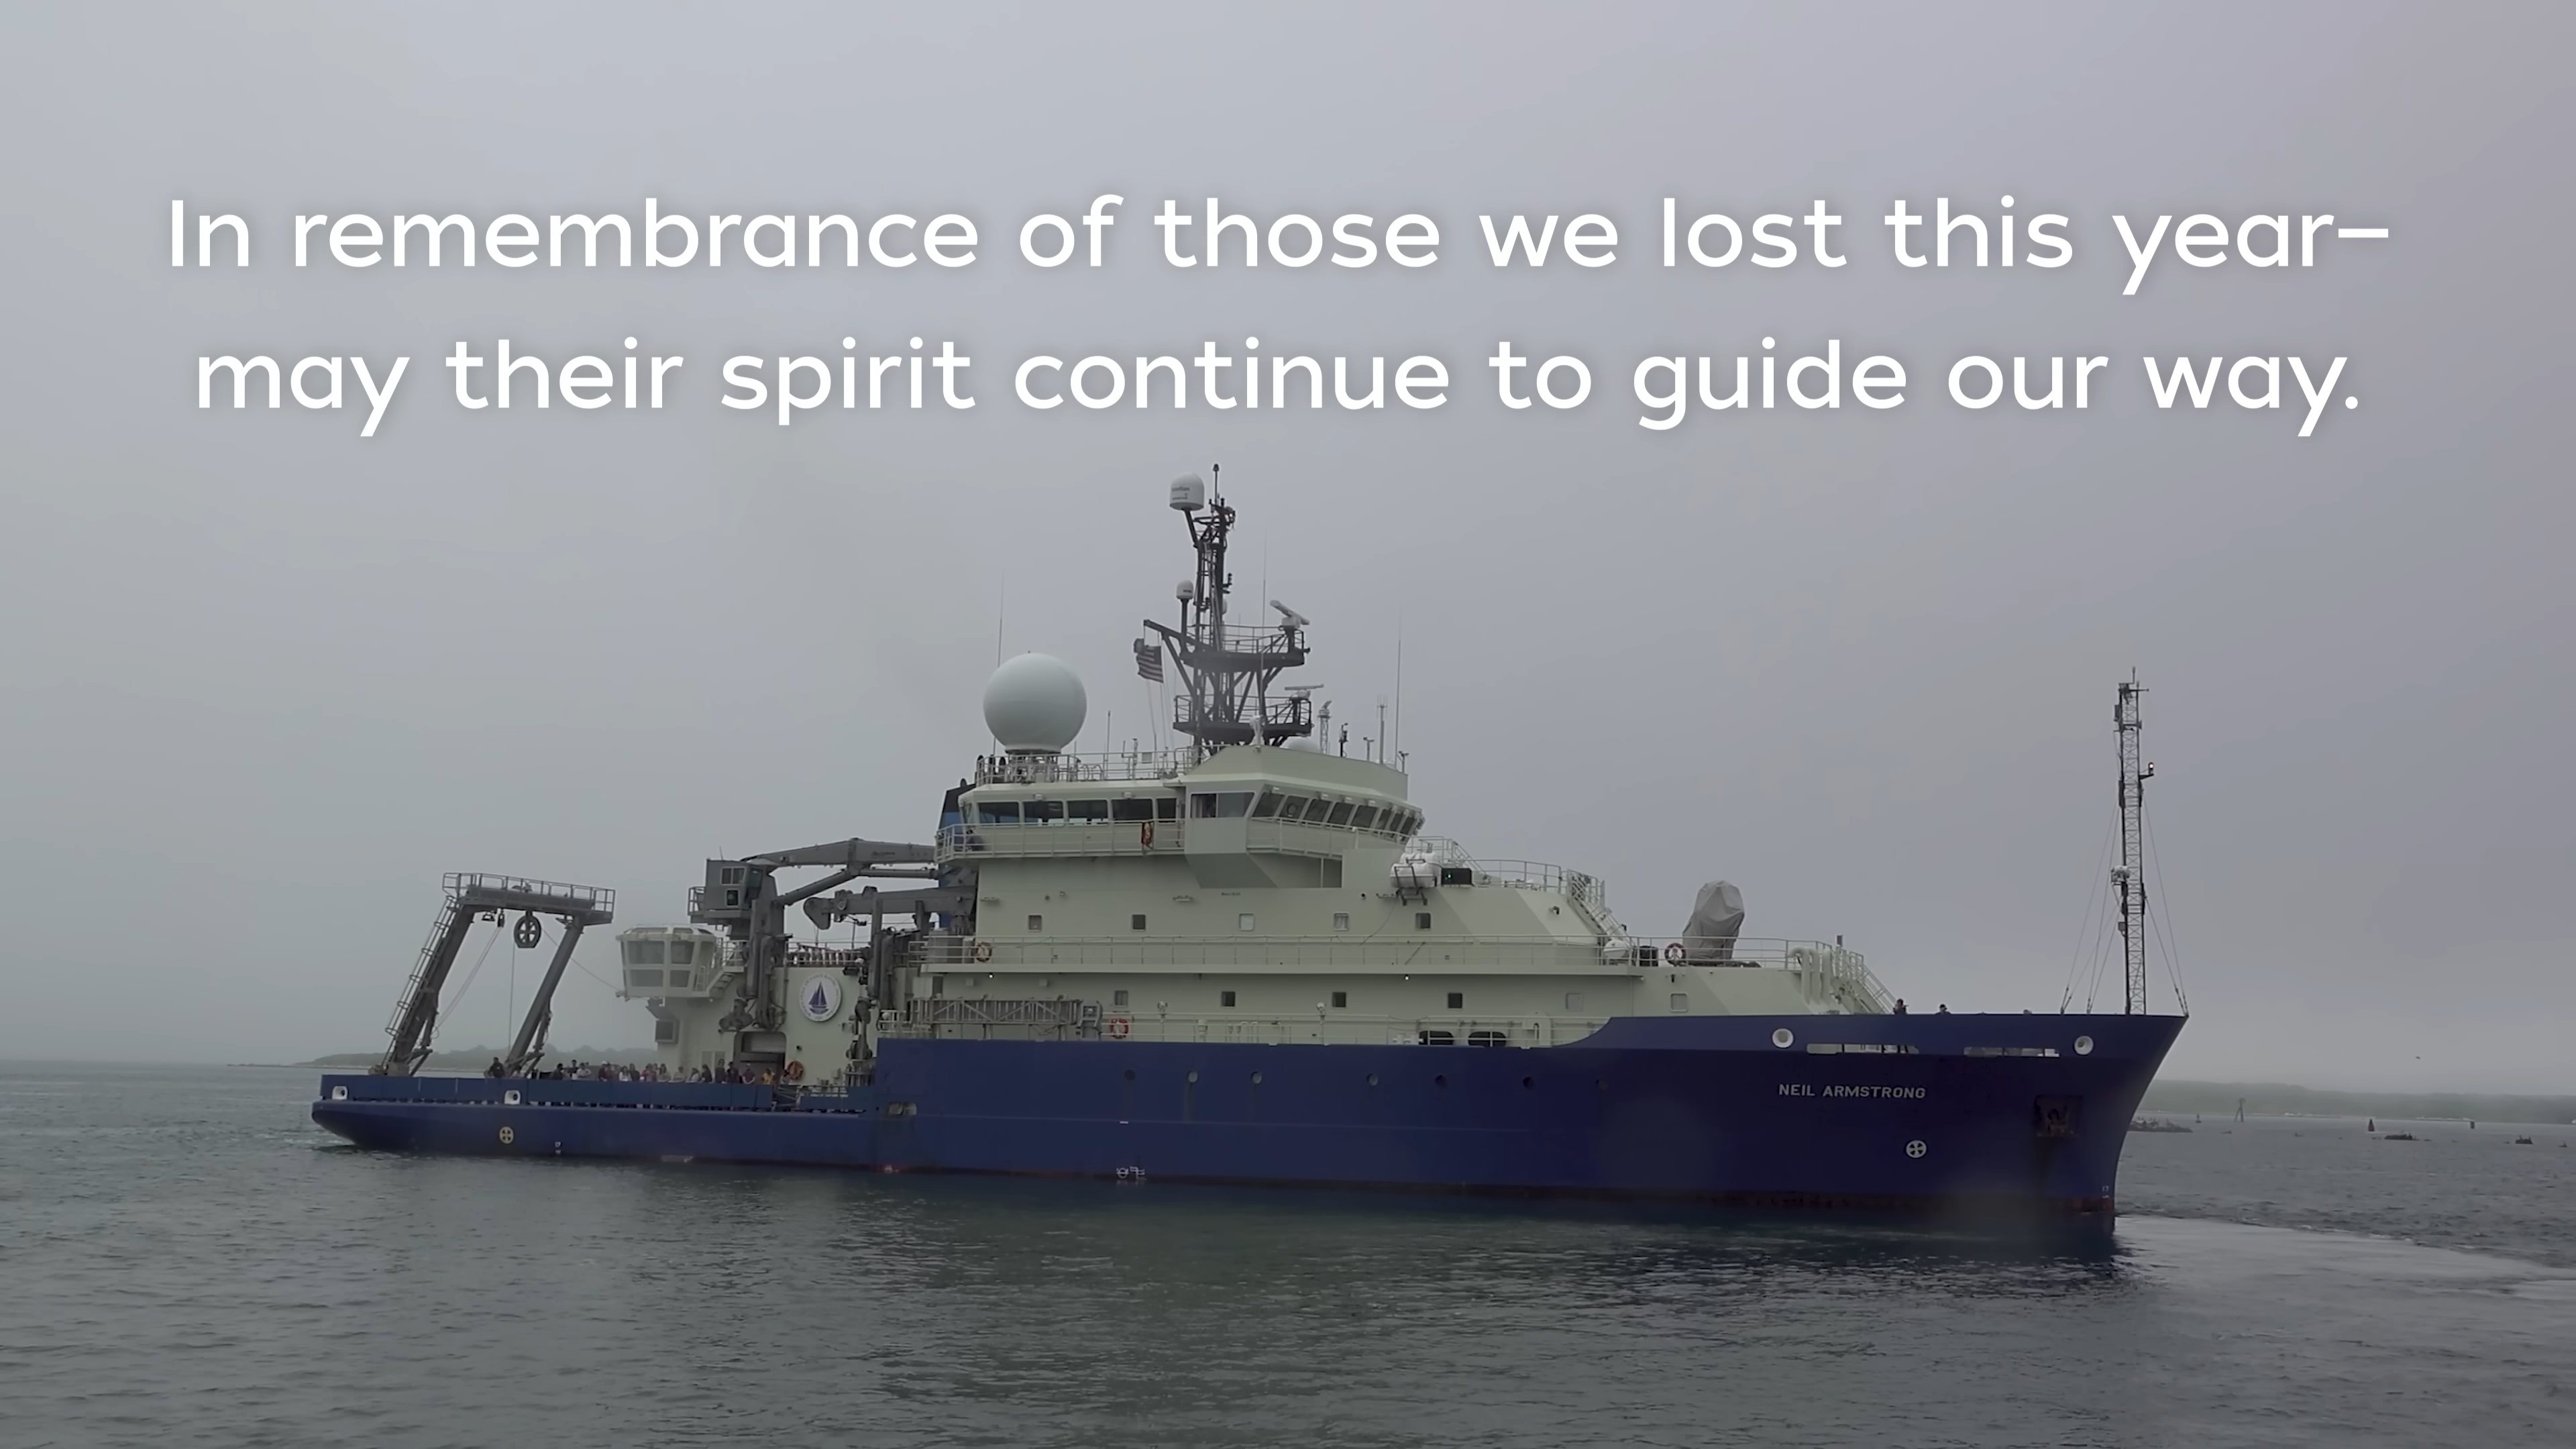 In remembrance of those we lost this year–
may their spirit continue to guide our way.
NEIL ARMSTRONG